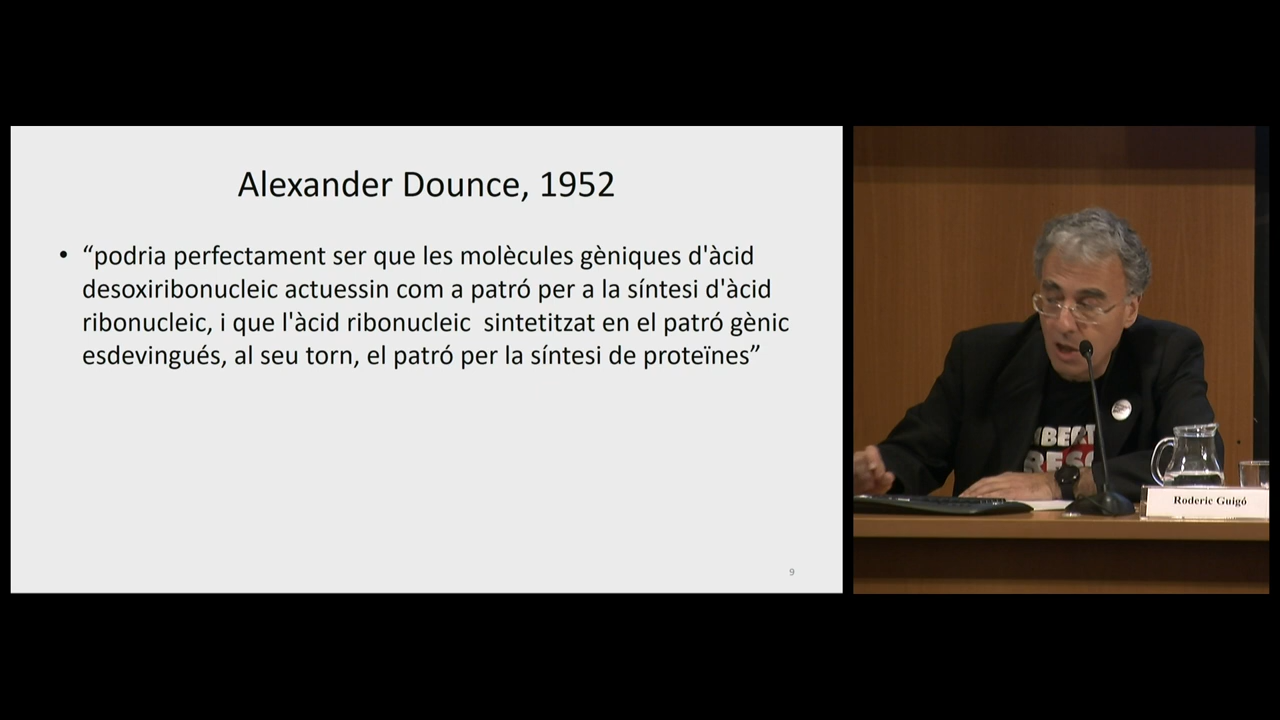 Alexander Dounce, 1952
• “podria perfectament ser que les molècules gèniques d'àcid
desoxiribonucleic actuessin com a patró per a la síntesi d'àcid
ribonucleic, i que l'àcid ribonucleic  sintetitzat en el patró gènic
esdevingués, al seu torn, el patró per la síntesi de proteïnes”
9
Roderic Guigó